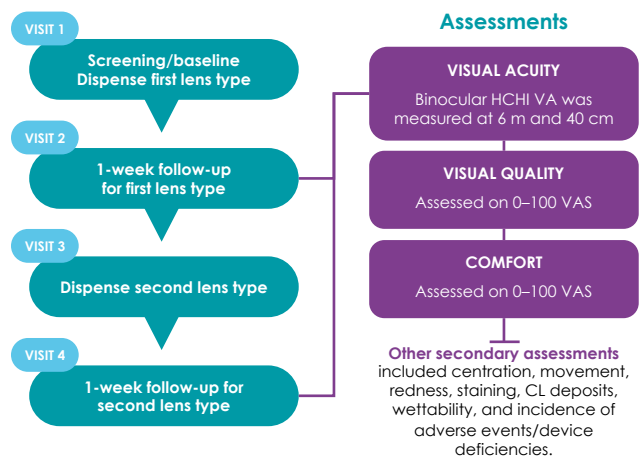 VISIT 1
Screening/baseline
Dispense first lens type
VISIT 2
1-week follow-up
for first lens type
VISIT 3
Dispense second lens type
VISIT 4
1-week follow-up for
second lens type
Assessments
VISUAL ACUITY
Binocular HCHI VA was
measured at 6 m and 40 cm
VISUAL QUALITY
Assessed on 0–100 VAS
COMFORT
Assessed on 0–100 VAS
Other secondary assessments
included centration, movement,
redness, staining, CL deposits,
wettability, and incidence of
adverse events/device
deficiencies.